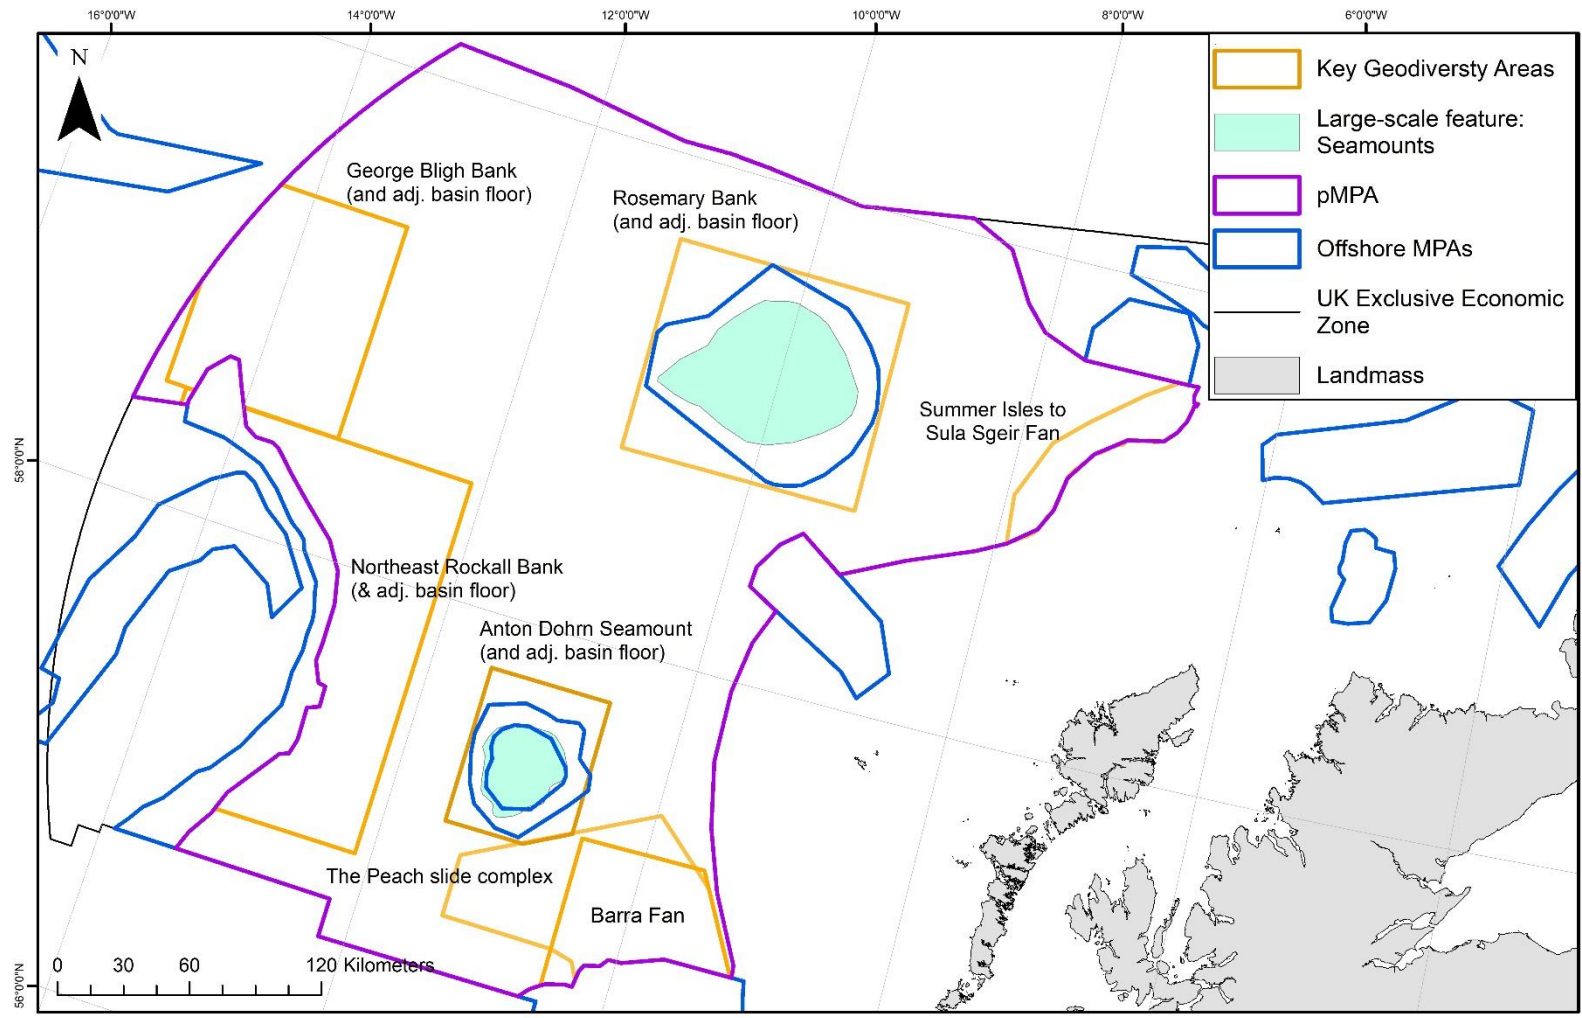 16°0'0"W 14°0'0"W 12°0'0"W 10°0'0"W 8°0'0"W 6°0'0"W
N
Key Geodiversty Areas
Large-scale feature:
Seamounts
pMPA
Offshore MPAs
UK Exclusive Economic
Zone
Landmass
George Bligh Bank
(and adj. basin floor)
Rosemary Bank
(and adj. basin floor)
Summer Isles to
Sula Sgeir Fan
58°0'0"N
Northeast Rockall Bank
(& adj. basin floor)
Anton Dohrn Seamount
(and adj. basin floor)
The Peach slide complex
Barra Fan
56°0'0"N
0 30 60 120 Kilometers